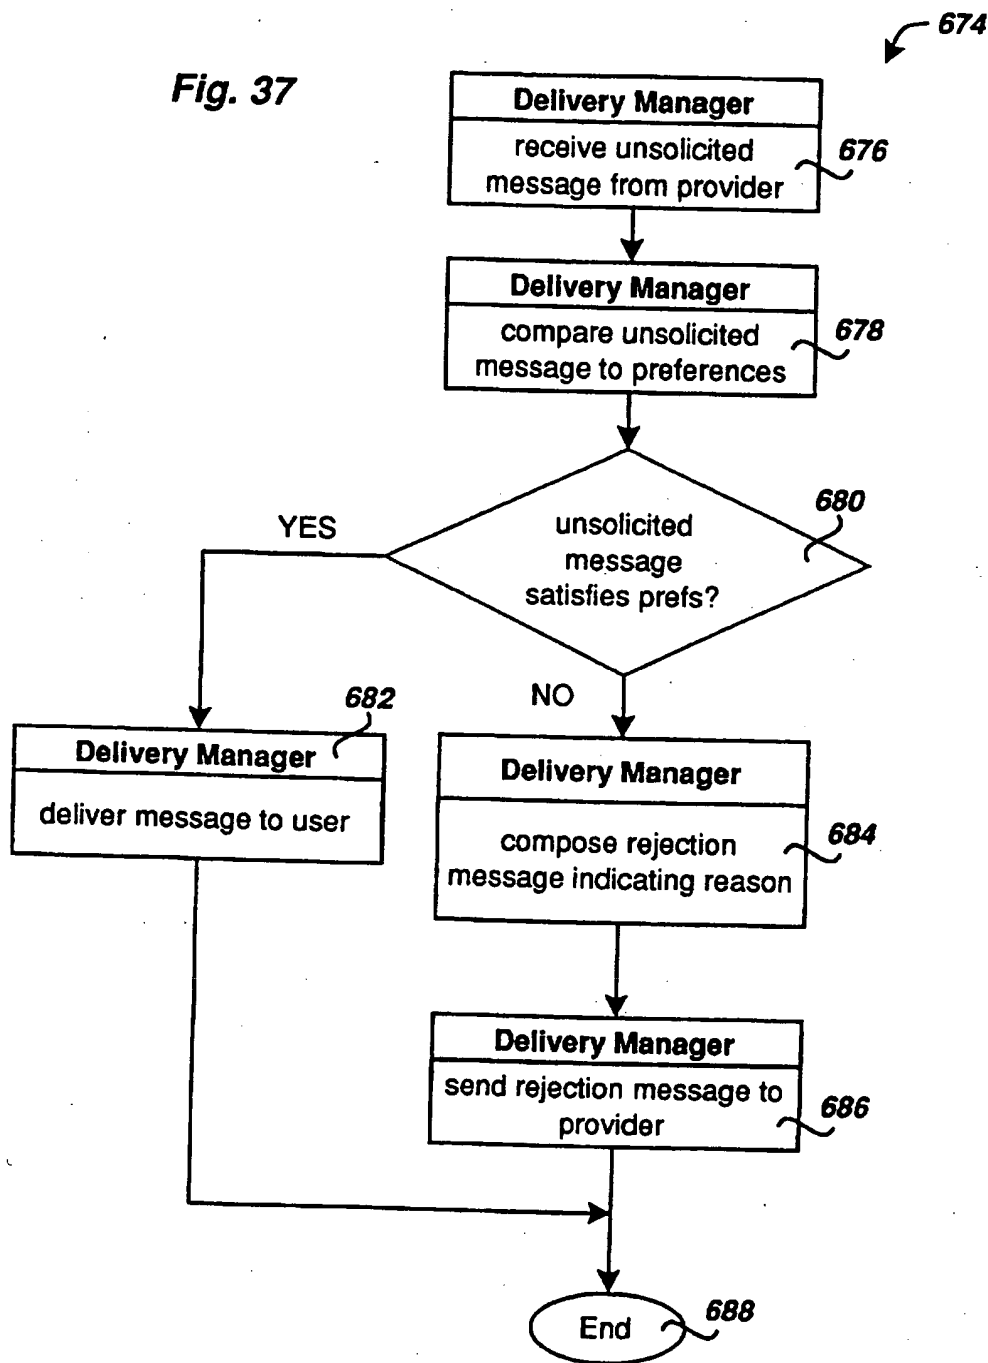 674
Fig. 37
Delivery Manager
receive unsolicited
message from provider
676
Delivery Manager
compare unsolicited
message to preferences
678
unsolicited
message
satisfies prefs?
680
YES
NO
682
Delivery Manager
deliver message to user
Delivery Manager
compose rejection
message indicating reason
684
Delivery Manager
send rejection message to
provider
686
End
688